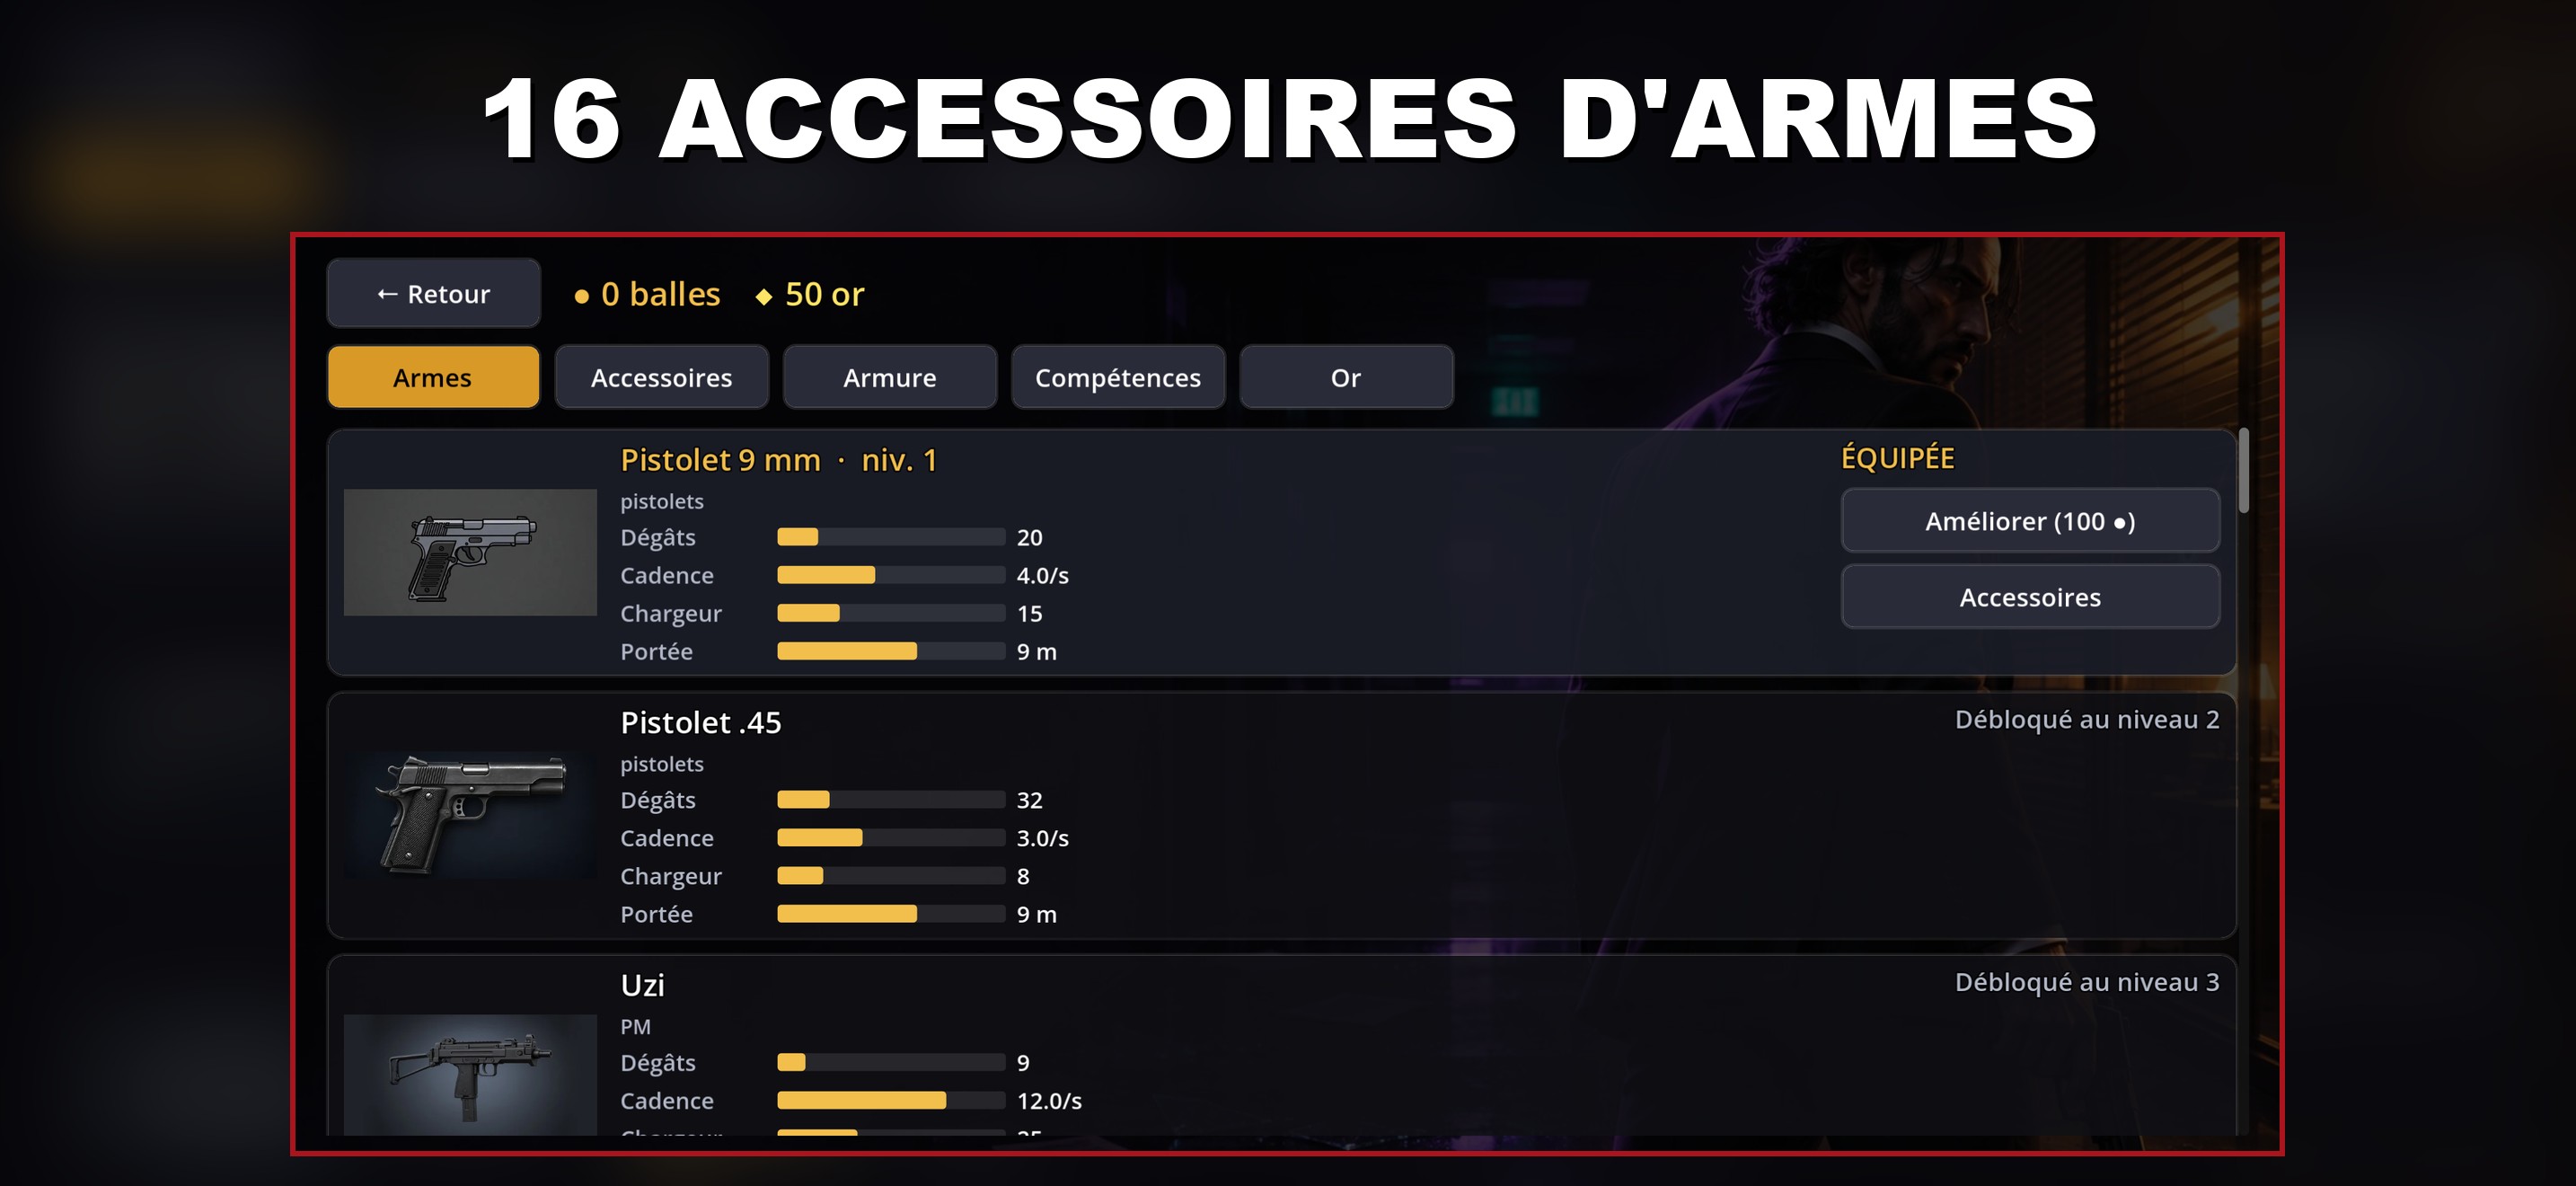 16 ACCESSOIRES D'ARMES
← Retour
● 0 balles ◆ 50 or
Armes Accessoires Armure Compétences Or
Pistolet 9 mm · niv. 1
ÉQUIPÉE
pistolets
Améliorer (100 ●)
Dégâts 20
Cadence 4.0/s
Accessoires
Chargeur 15
Portée 9 m
Pistolet .45
Débloqué au niveau 2
pistolets
Dégâts 32
Cadence 3.0/s
Chargeur 8
Portée 9 m
Uzi
Débloqué au niveau 3
PM
Dégâts 9
Cadence 12.0/s